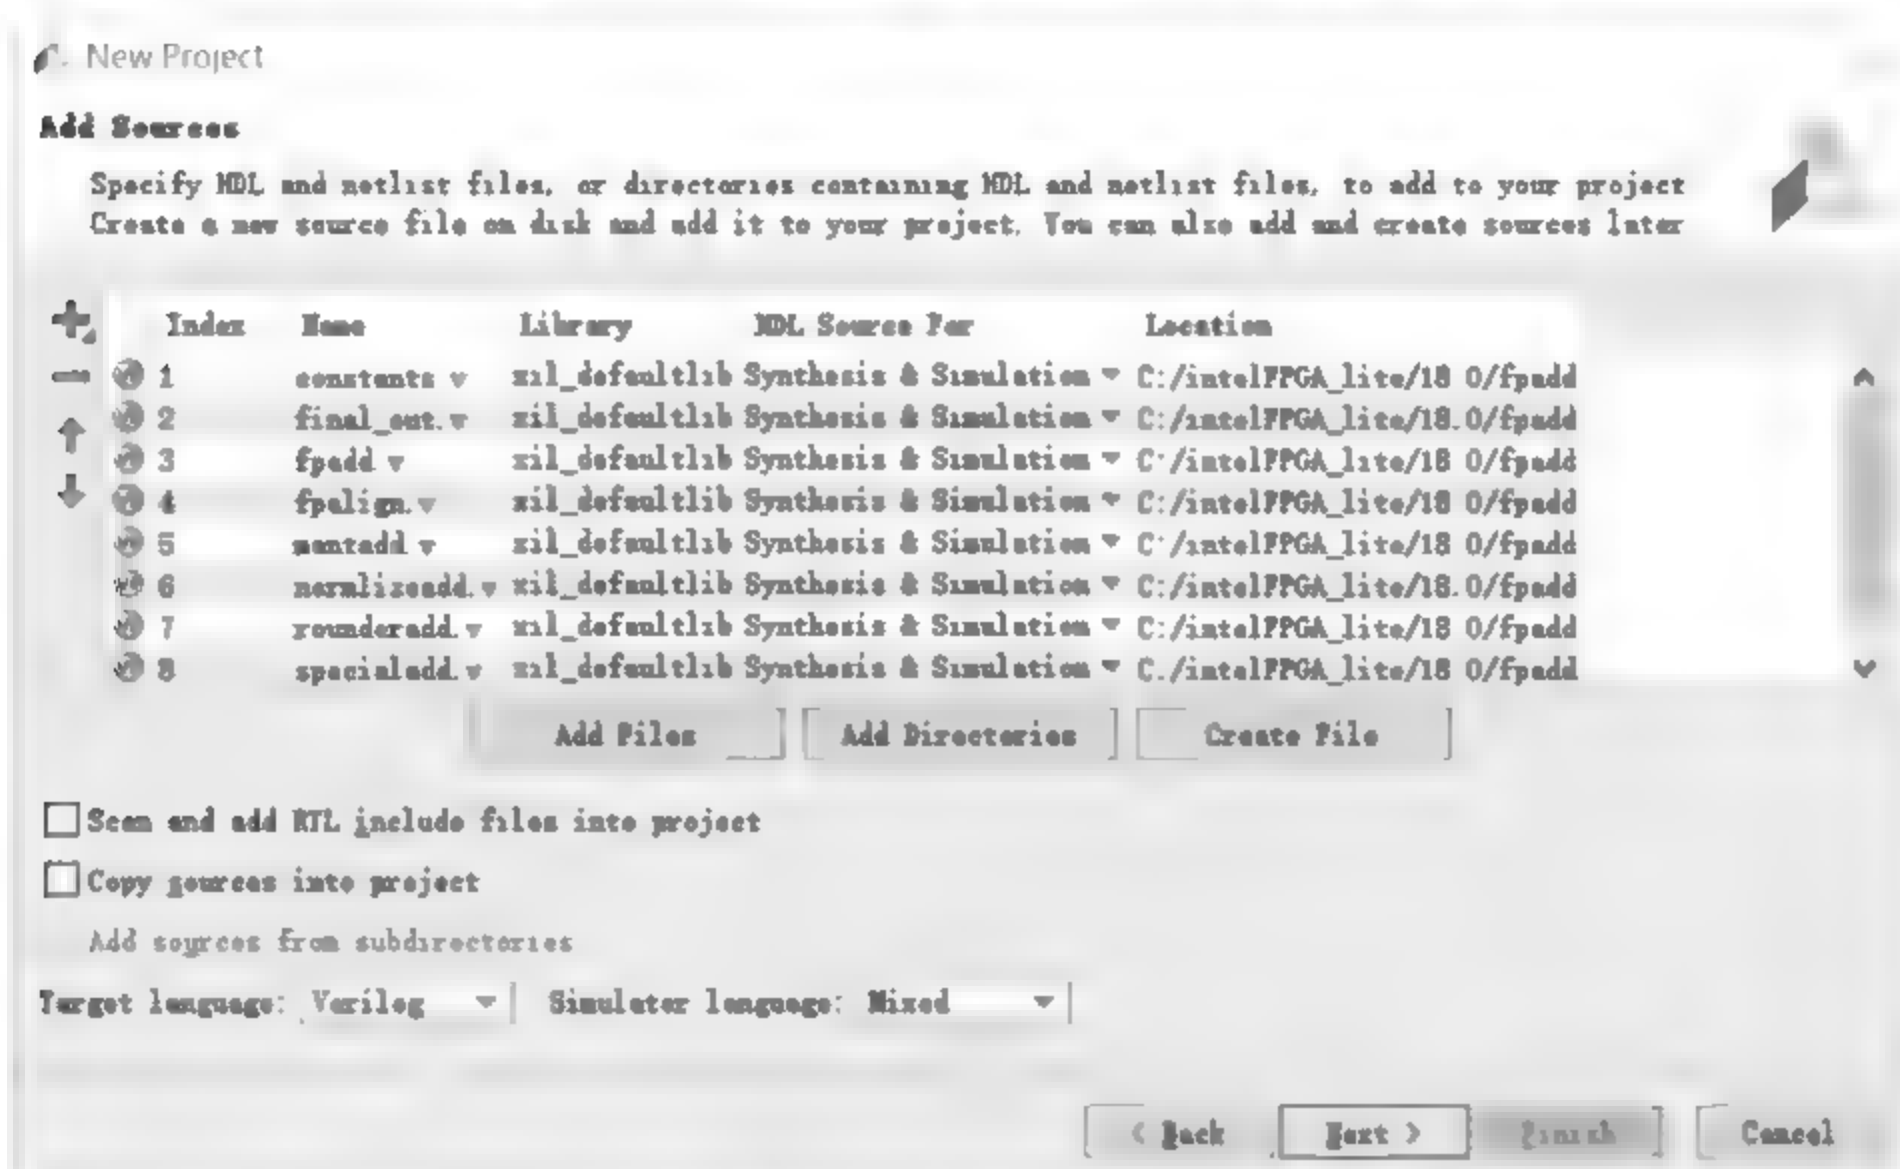 New Project
Add Sources
Specify HDL and netlist files, or directories containing HDL and netlist files, to add to your project
Create a new source file on disk and add it to your project. You can also add and create sources later
Index Name Library HDL Source For Location
1 constants v xil_defaultlib Synthesis & Simulation C:/intelFPGA_lite/18 0/fpadd
2 final_out.v xil_defaultlib Synthesis & Simulation C:/intelFPGA_lite/18.0/fpadd
3 fpadd v xil_defaultlib Synthesis & Simulation C:/intelFPGA_lite/18 0/fpadd
4 fpalign.v xil_defaultlib Synthesis & Simulation C:/intelFPGA_lite/18 0/fpadd
5 mantadd v xil_defaultlib Synthesis & Simulation C:/intelFPGA_lite/18 0/fpadd
6 normlizeadd.v xil_defaultlib Synthesis & Simulation C:/intelFPGA_lite/18.0/fpadd
7 rounderadd.v xil_defaultlib Synthesis & Simulation C:/intelFPGA_lite/18 0/fpadd
8 specialadd.v xil_defaultlib Synthesis & Simulation C:/intelFPGA_lite/18 0/fpadd
Add Files Add Directories Create File
Scan and add RTL include files into project
Copy sources into project
Add sources from subdirectories
Target language: Verilog Simulator language: Mixed
< Back Next > Finish Cancel